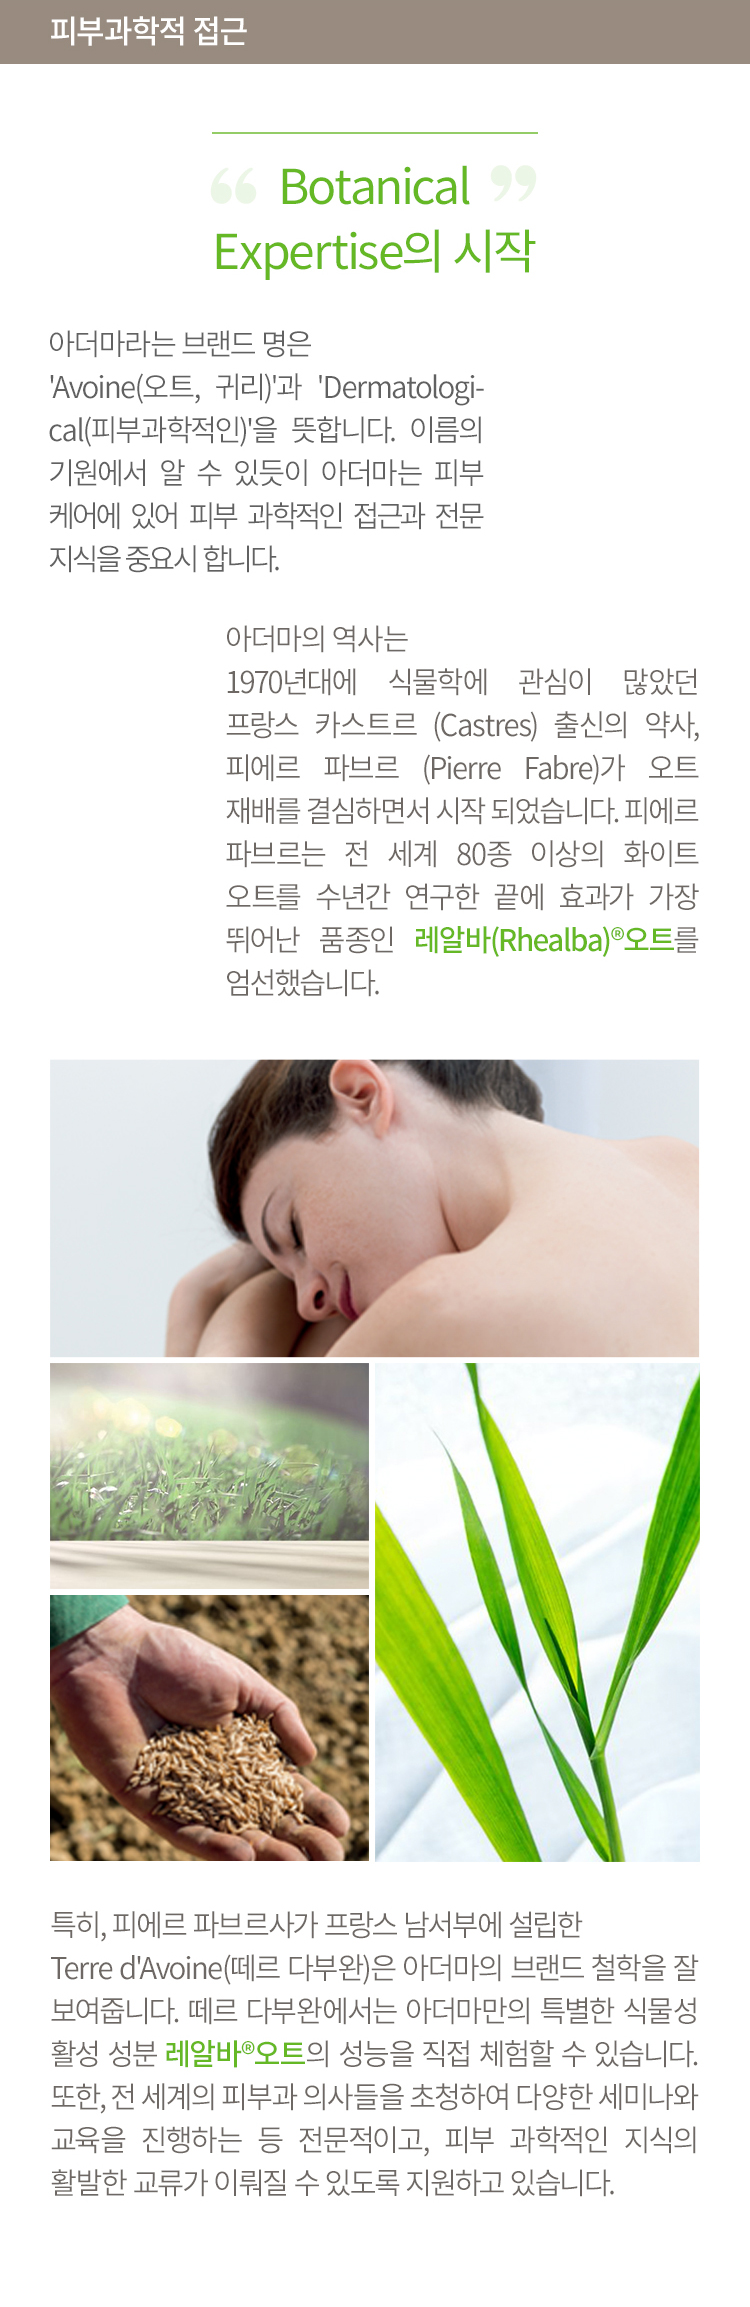 피부과학적 접근
“ Botanical ”
Expertise의 시작
아더마라는 브랜드 명은
'Avoine(오트, 귀리)'과 'Dermatologi-
cal(피부과학적인)'을 뜻합니다. 이름의
기원에서 알 수 있듯이 아더마는 피부
케어에 있어 피부 과학적인 접근과 전문
지식을 중요시 합니다.
아더마의 역사는
1970년대에 식물학에 관심이 많았던
프랑스 카스트르 (Castres) 출신의 약사,
피에르 파브르 (Pierre Fabre)가 오트
재배를 결심하면서 시작 되었습니다. 피에르
파브르는 전 세계 80종 이상의 화이트
오트를 수년간 연구한 끝에 효과가 가장
뛰어난 품종인 레알바(Rhealba)®오트를
엄선했습니다.
특히, 피에르 파브르사가 프랑스 남서부에 설립한
Terre d'Avoine(떼르 다부완)은 아더마의 브랜드 철학을 잘
보여줍니다. 떼르 다부완에서는 아더마만의 특별한 식물성
활성 성분 레알바®오트의 성능을 직접 체험할 수 있습니다.
또한, 전 세계의 피부과 의사들을 초청하여 다양한 세미나와
교육을 진행하는 등 전문적이고, 피부 과학적인 지식의
활발한 교류가 이뤄질 수 있도록 지원하고 있습니다.